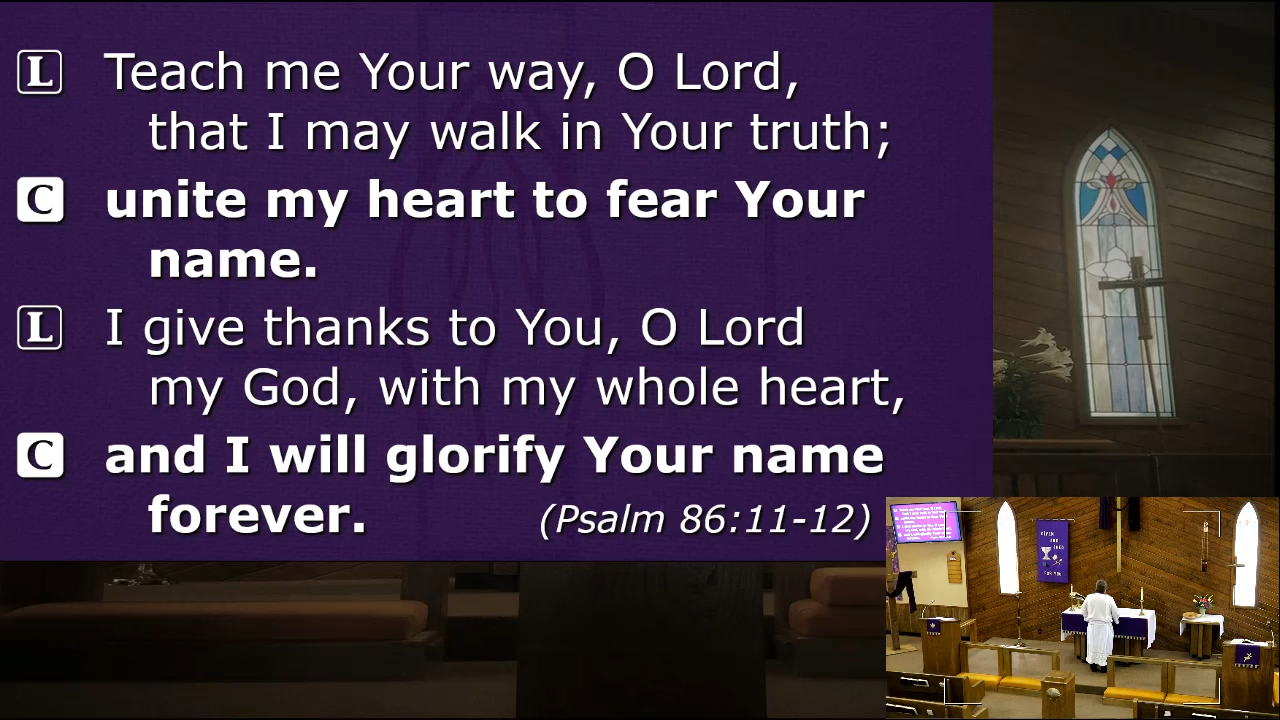 L Teach me Your way, O Lord,
that I may walk in Your truth;
C unite my heart to fear Your
name.
L I give thanks to You, O Lord
my God, with my whole heart,
C and I will glorify Your name
forever. (Psalm 86:11-12)